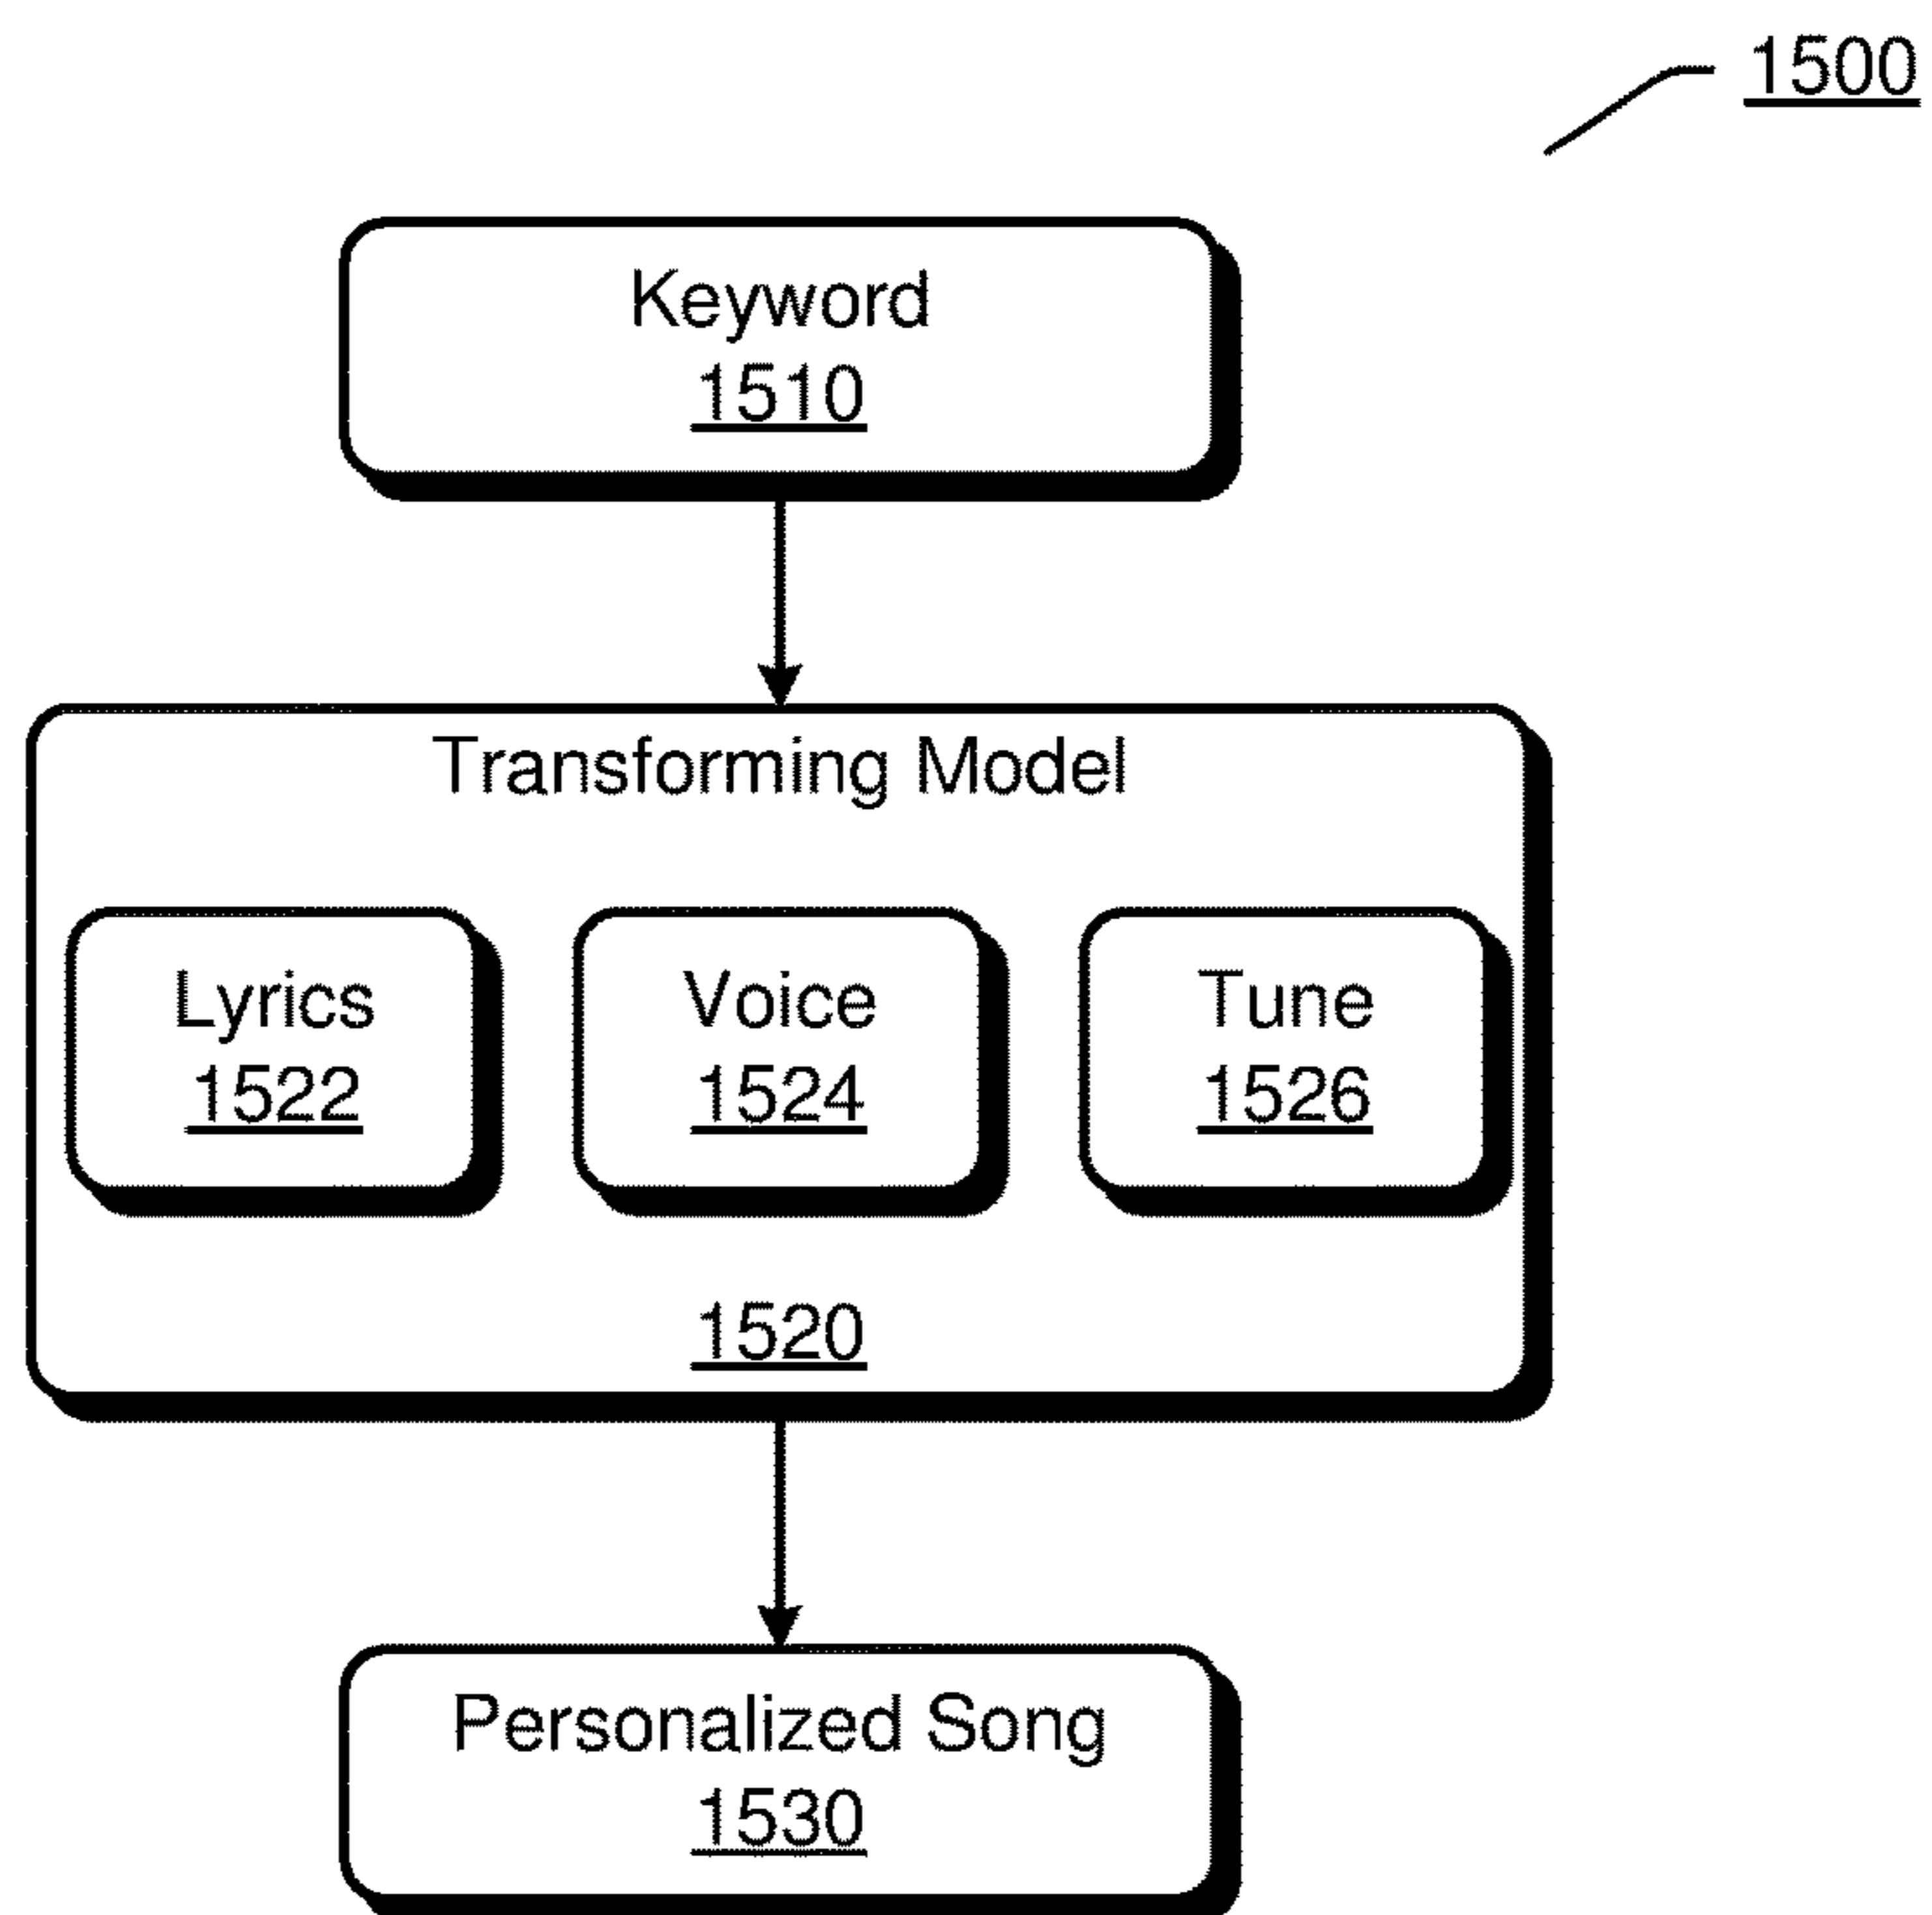 1500
Keyword
1510
Transforming Model
Lyrics
1522
Voice
1524
Tune
1526
1520
Personalized Song
1530